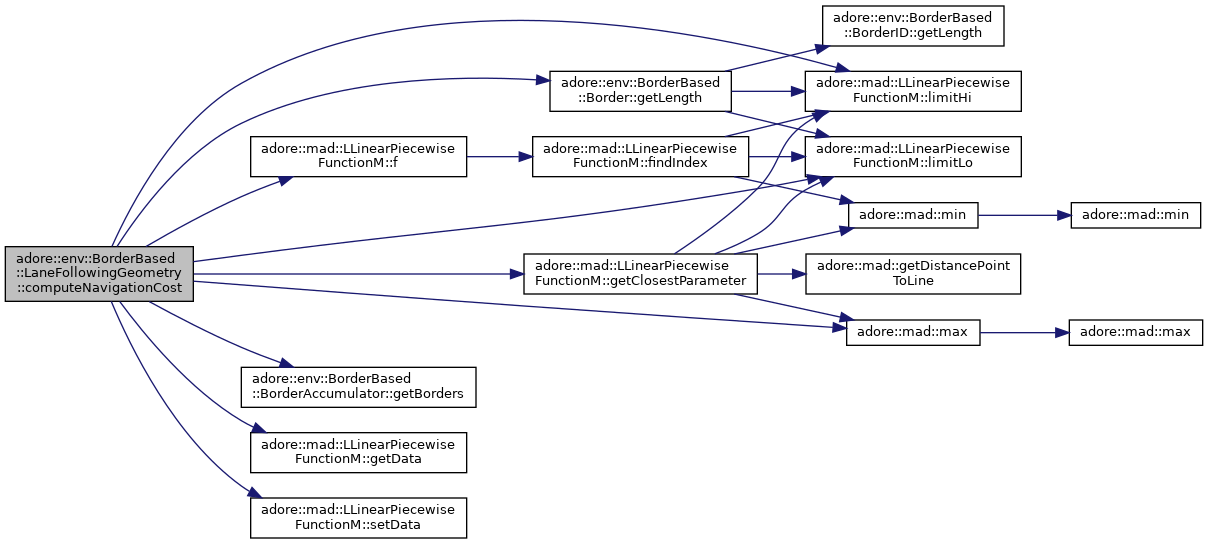 adore::env::BorderBased
::LaneFollowingGeometry
::computeNavigationCost
adore::mad::LLinearPiecewise
FunctionM::f
adore::env::BorderBased
::BorderAccumulator::getBorders
adore::mad::LLinearPiecewise
FunctionM::getData
adore::mad::LLinearPiecewise
FunctionM::setData
adore::env::BorderBased
::Border::getLength
adore::mad::LLinearPiecewise
FunctionM::findIndex
adore::mad::LLinearPiecewise
FunctionM::getClosestParameter
adore::env::BorderBased
::BorderID::getLength
adore::mad::LLinearPiecewise
FunctionM::limitHi
adore::mad::LLinearPiecewise
FunctionM::limitLo
adore::mad::min
adore::mad::getDistancePoint
ToLine
adore::mad::max
adore::mad::min
adore::mad::max